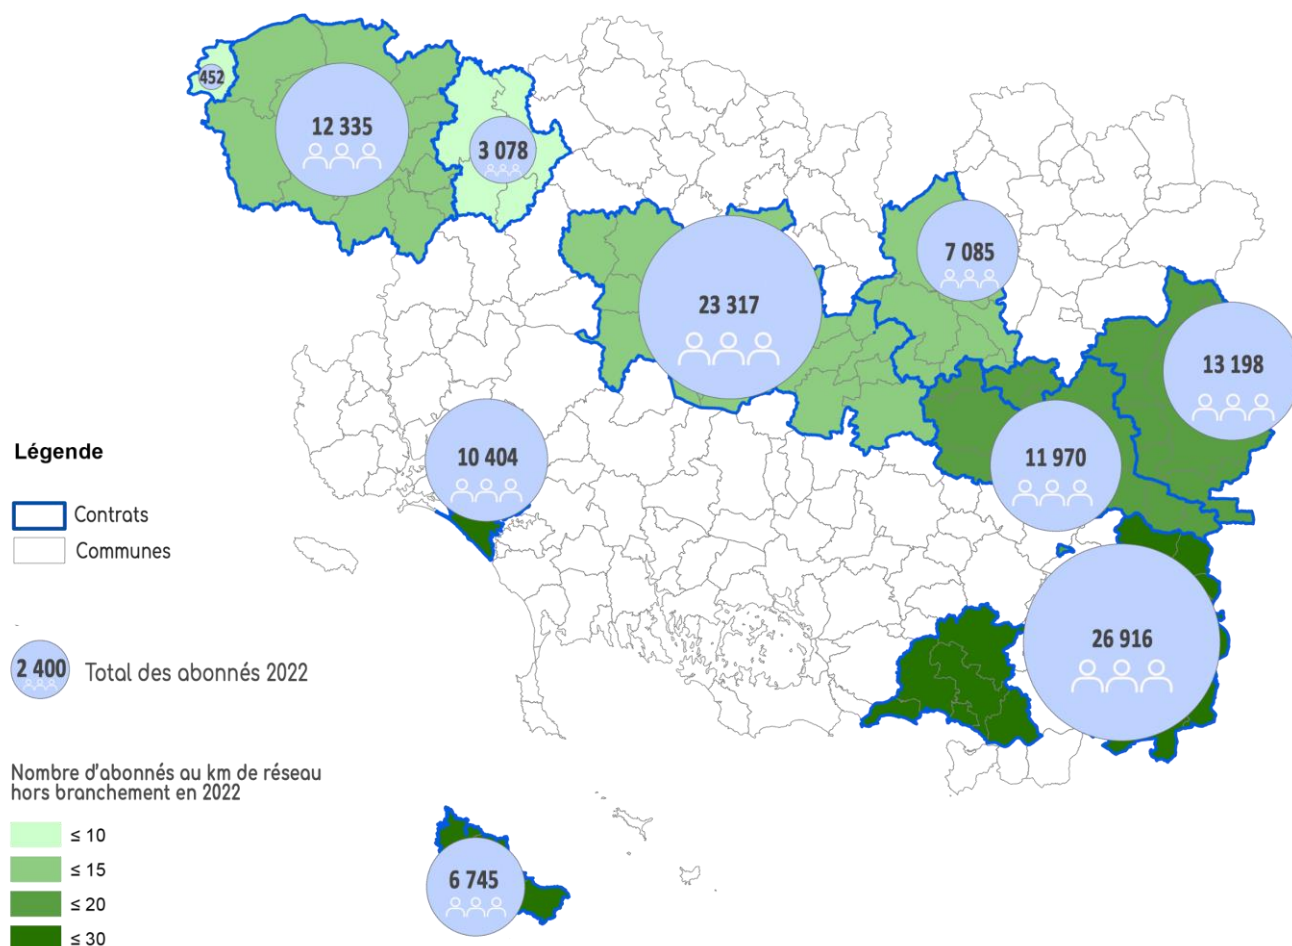 452
12 335
3 078
7 085
23 317
13 198
10 404
11 970
26 916
6 745
Légende
Contrats
Communes
2 400
Total des abonnés 2022
Nombre d'abonnés au km de réseau
hors branchement en 2022
≤ 10
≤ 15
≤ 20
≤ 30